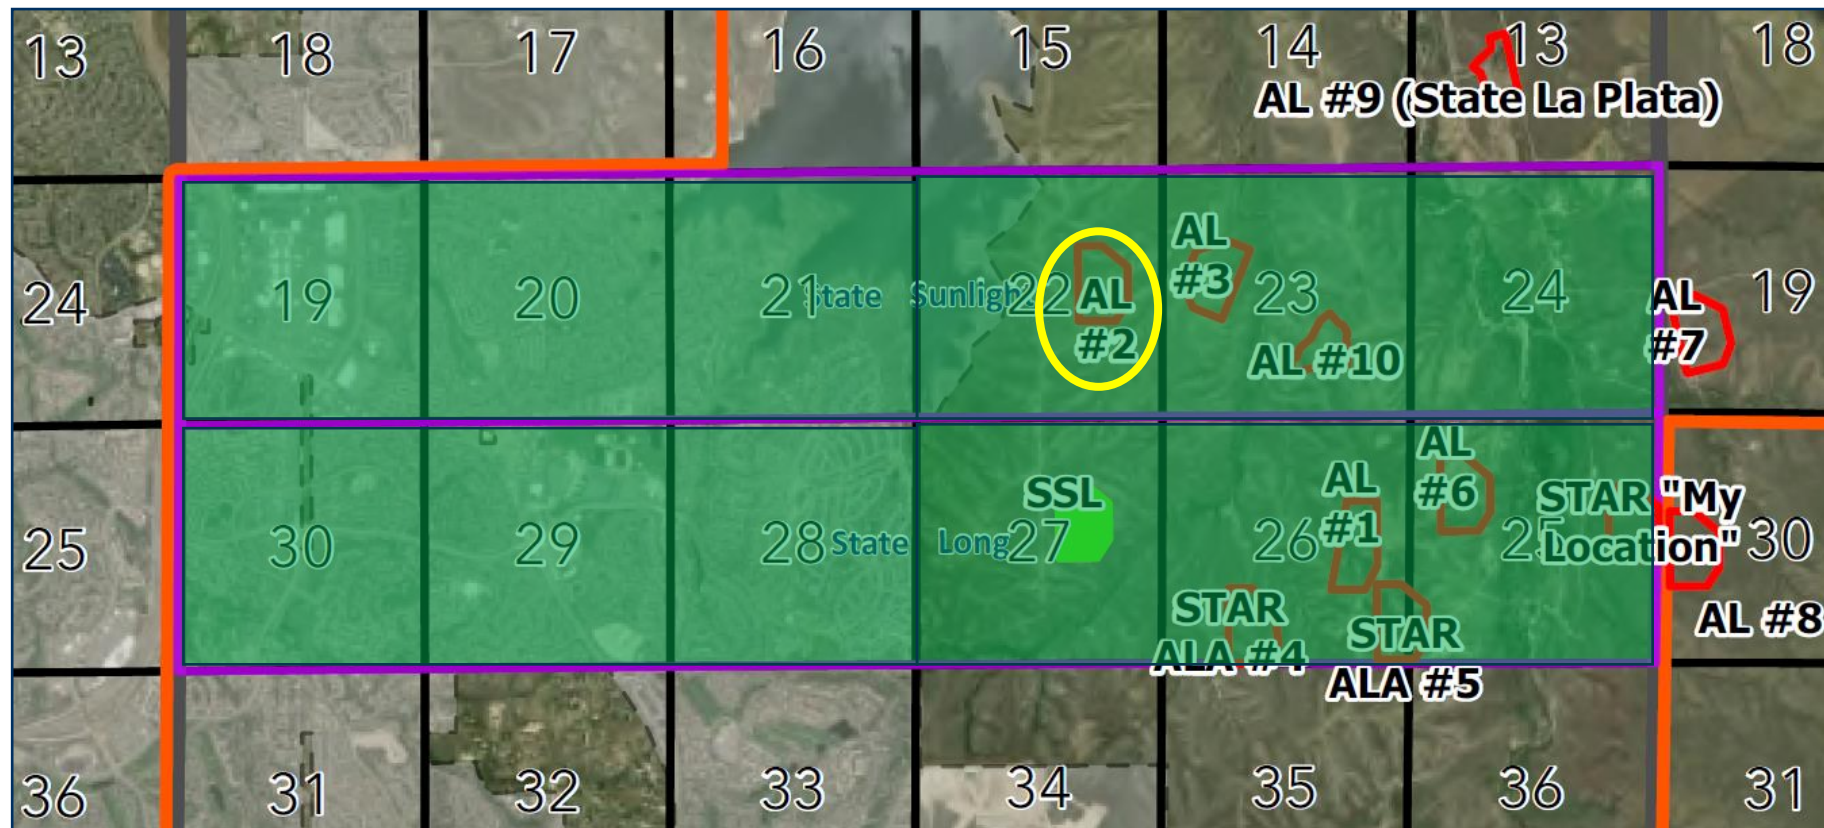 13 18 17 16 15 14 13 18
AL #9 (State La Plata)
24 19 20 21 State Sunlight 22 23 24 19
AL
#2
AL
#3
AL #10
AL
#7
25 30 29 28 State Long 27 26 25 30
SSL
AL
#1
AL
#6
STAR "My
Location"
AL #8
STAR
ALA #4
STAR
ALA #5
36 31 32 33 34 35 36 31